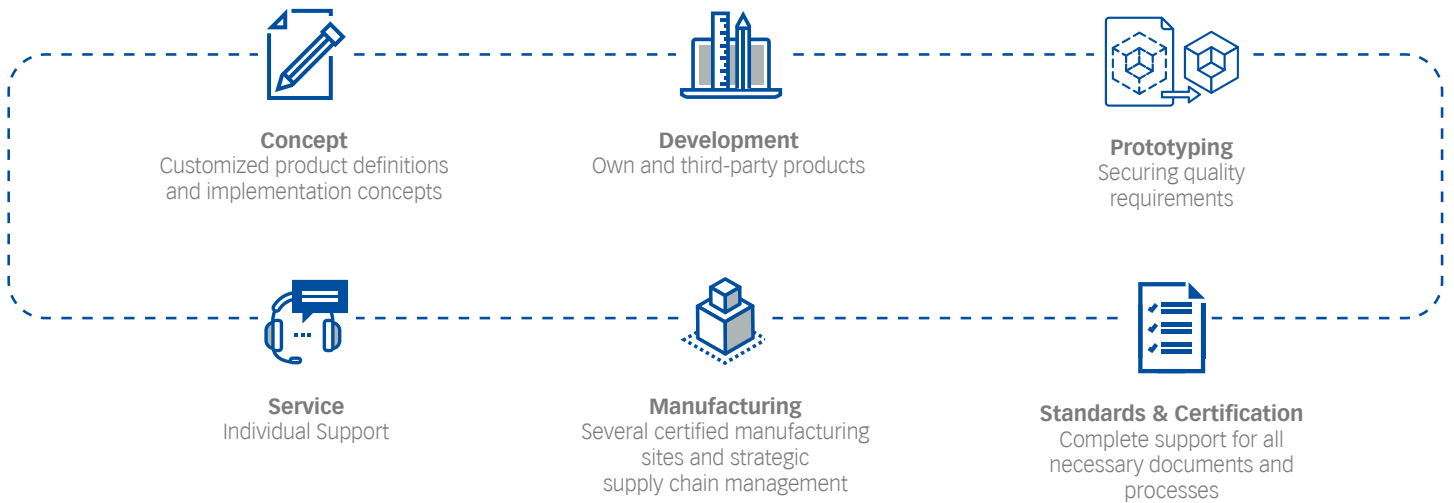 Concept
Customized product definitions
and implementation concepts
Development
Own and third-party products
Prototyping
Securing quality
requirements
Service
Individual Support
Manufacturing
Several certified manufacturing
sites and strategic
supply chain management
Standards & Certification
Complete support for all
necessary documents and
processes